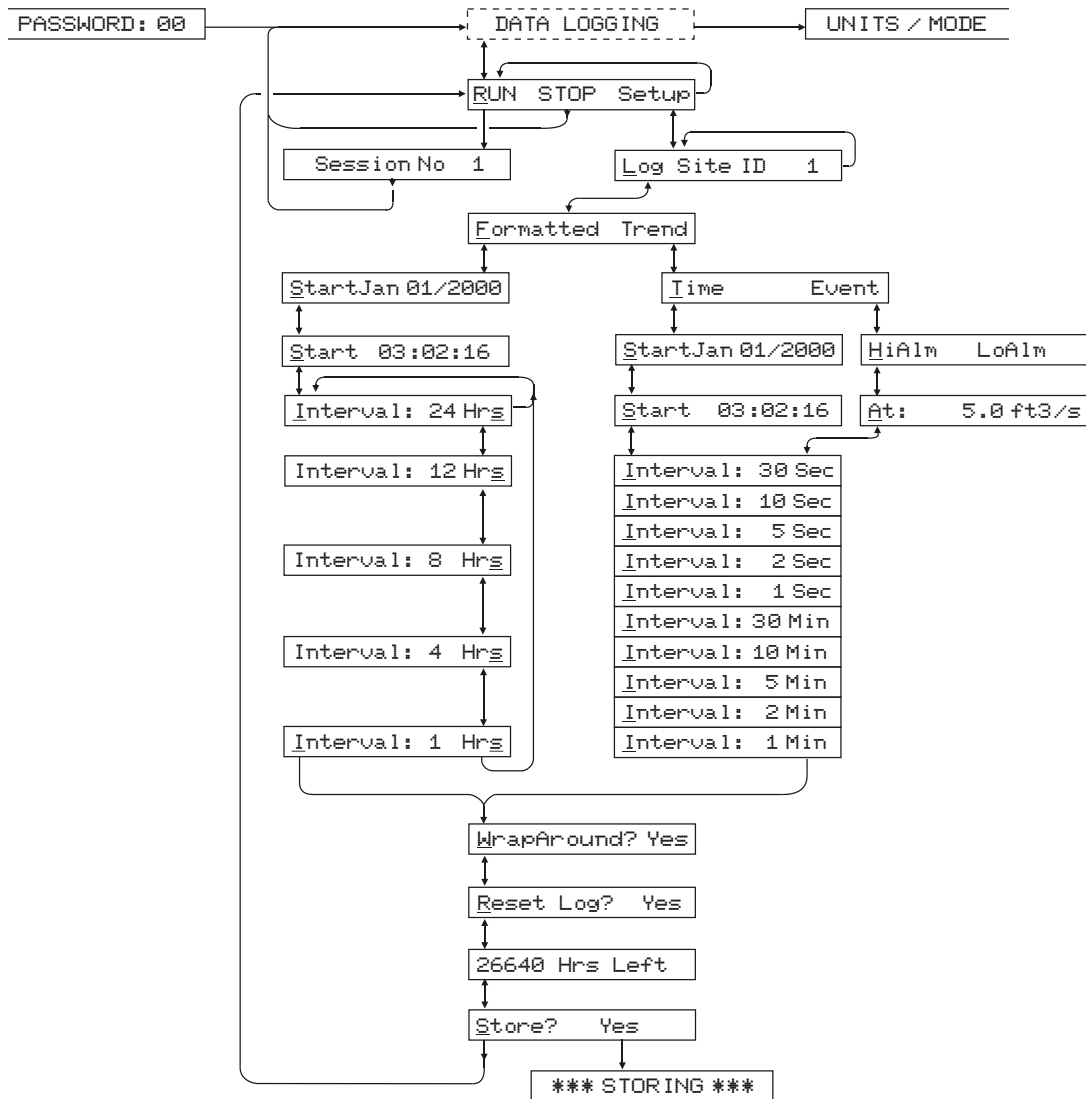 PASSWORD: 00
DATA LOGGING
UNITS / MODE
RUN STOP Setup
Session No 1
Log Site ID 1
Formatted Trend
StartJan 01/2000
Time Event
Start 03:02:16
StartJan 01/2000
HiAlm LoAlm
Interval: 24 Hrs
Start 03:02:16
At: 5.0 ft3/s
Interval: 12 Hrs
Interval: 8 Hrs
Interval: 4 Hrs
Interval: 1 Hrs
Interval: 30 Sec
Interval: 10 Sec
Interval: 5 Sec
Interval: 2 Sec
Interval: 1 Sec
Interval: 30 Min
Interval: 10 Min
Interval: 5 Min
Interval: 2 Min
Interval: 1 Min
WrapAround? Yes
Reset Log? Yes
26640 Hrs Left
Store? Yes
*** STORING ***